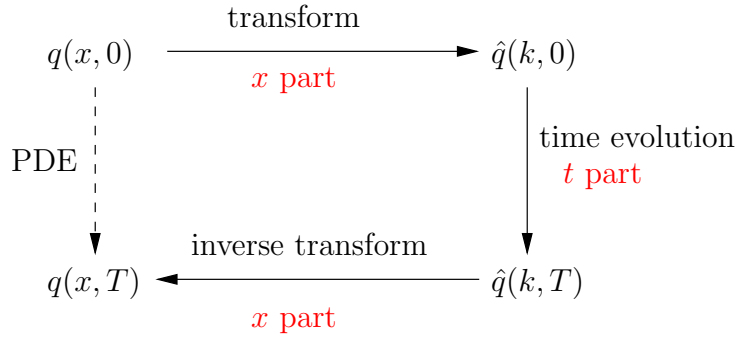 transform
q(x, 0)
q̂(k, 0)
x part
time evolution
PDE
t part
inverse transform
q(x, T)
q̂(k, T)
x part